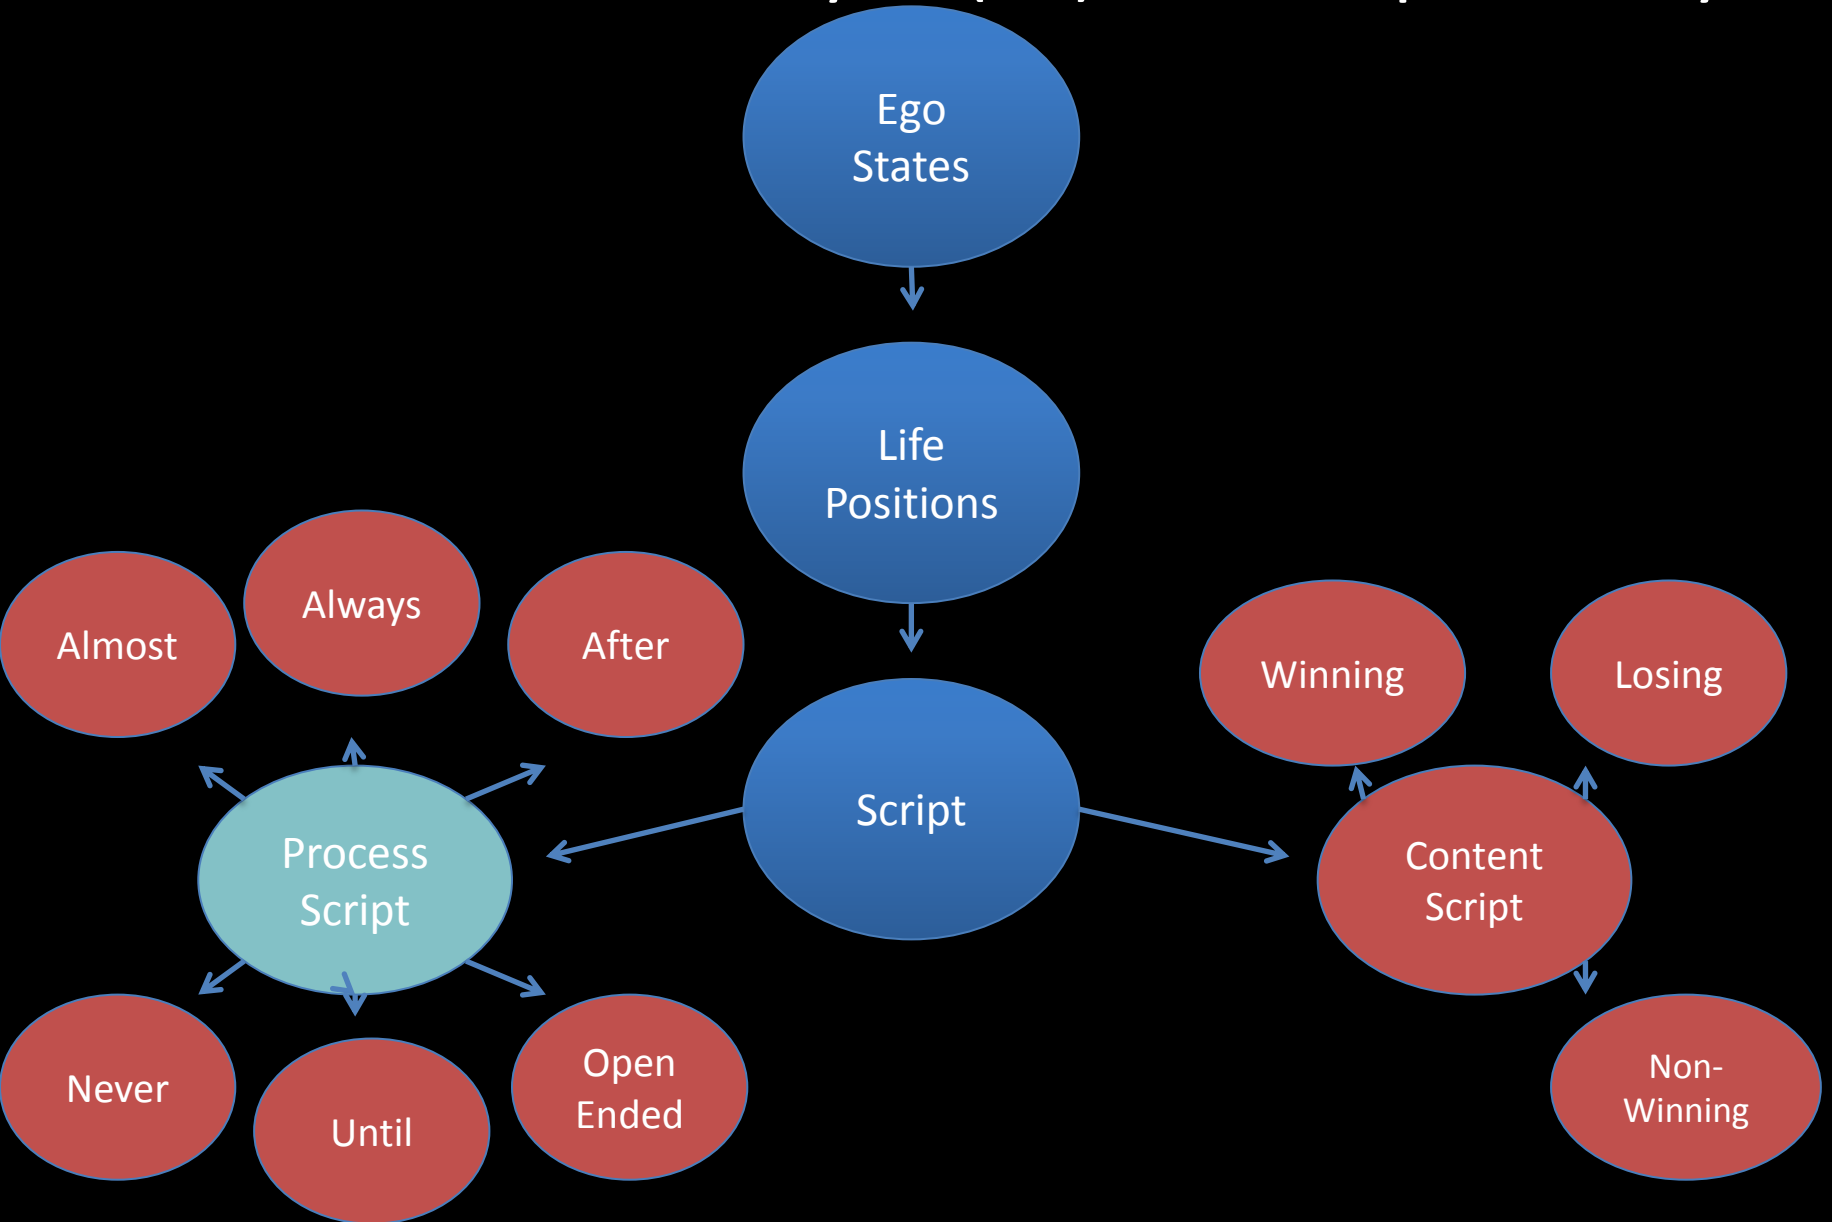 Ego
States
Life
Positions
Almost
Always
After
Winning
Losing
Script
Process
Script
Content
Script
Never
Until
Open
Ended
Non-
Winning